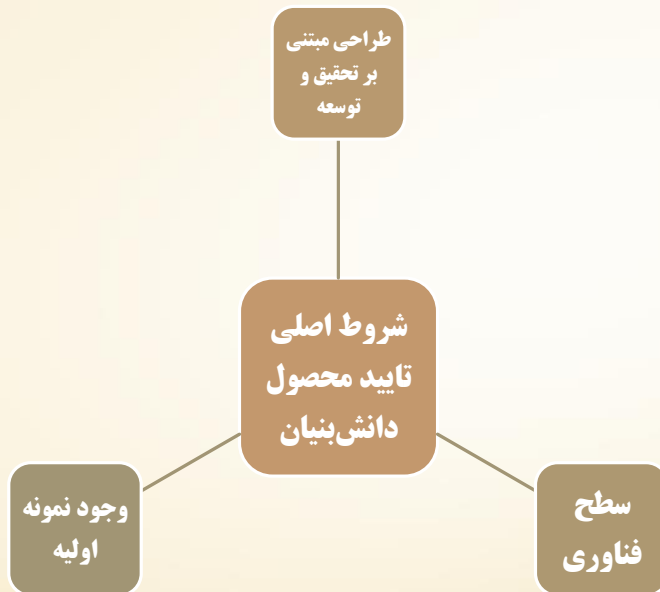 طراحی مبتنی
بر تحقیق و
توسعه
شروط اصلی
تایید محصول
دانش‌بنیان
سطح
فناوری
وجود نمونه
اولیه